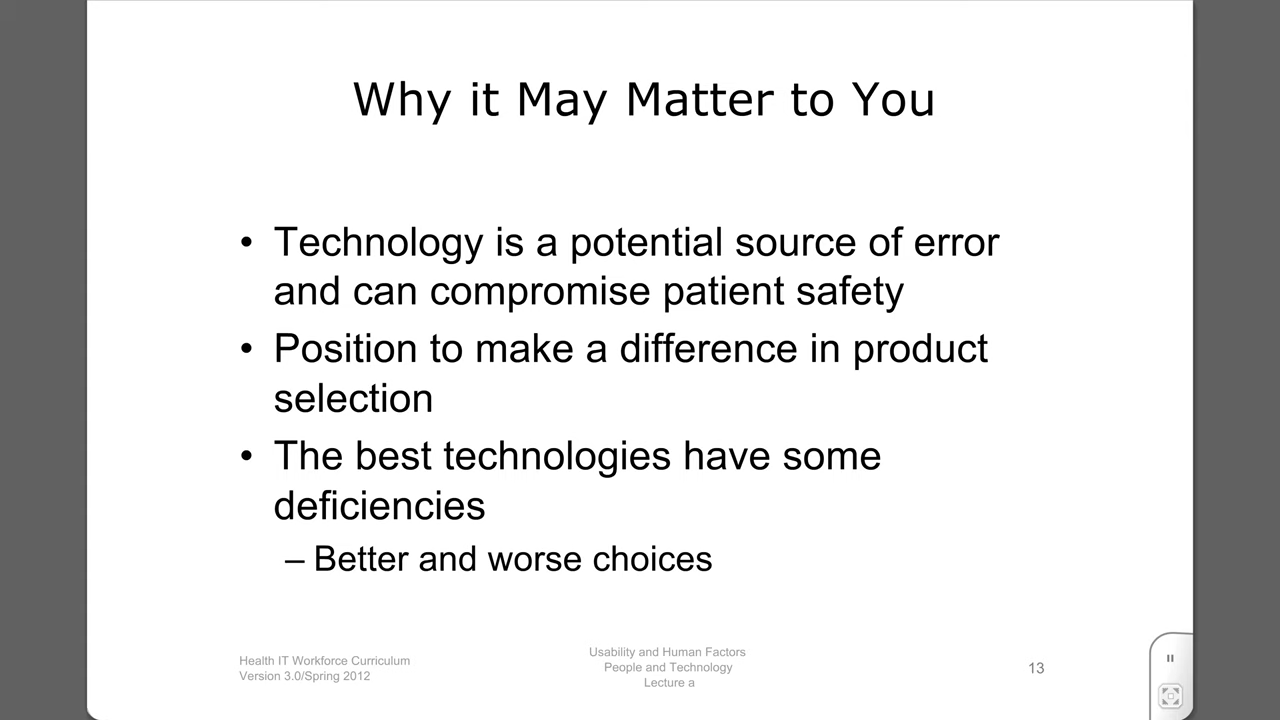 Why it May Matter to You
• Technology is a potential source of error
and can compromise patient safety
• Position to make a difference in product
selection
• The best technologies have some
deficiencies
– Better and worse choices
Health IT Workforce Curriculum
Version 3.0/Spring 2012
Usability and Human Factors
People and Technology
Lecture a
13